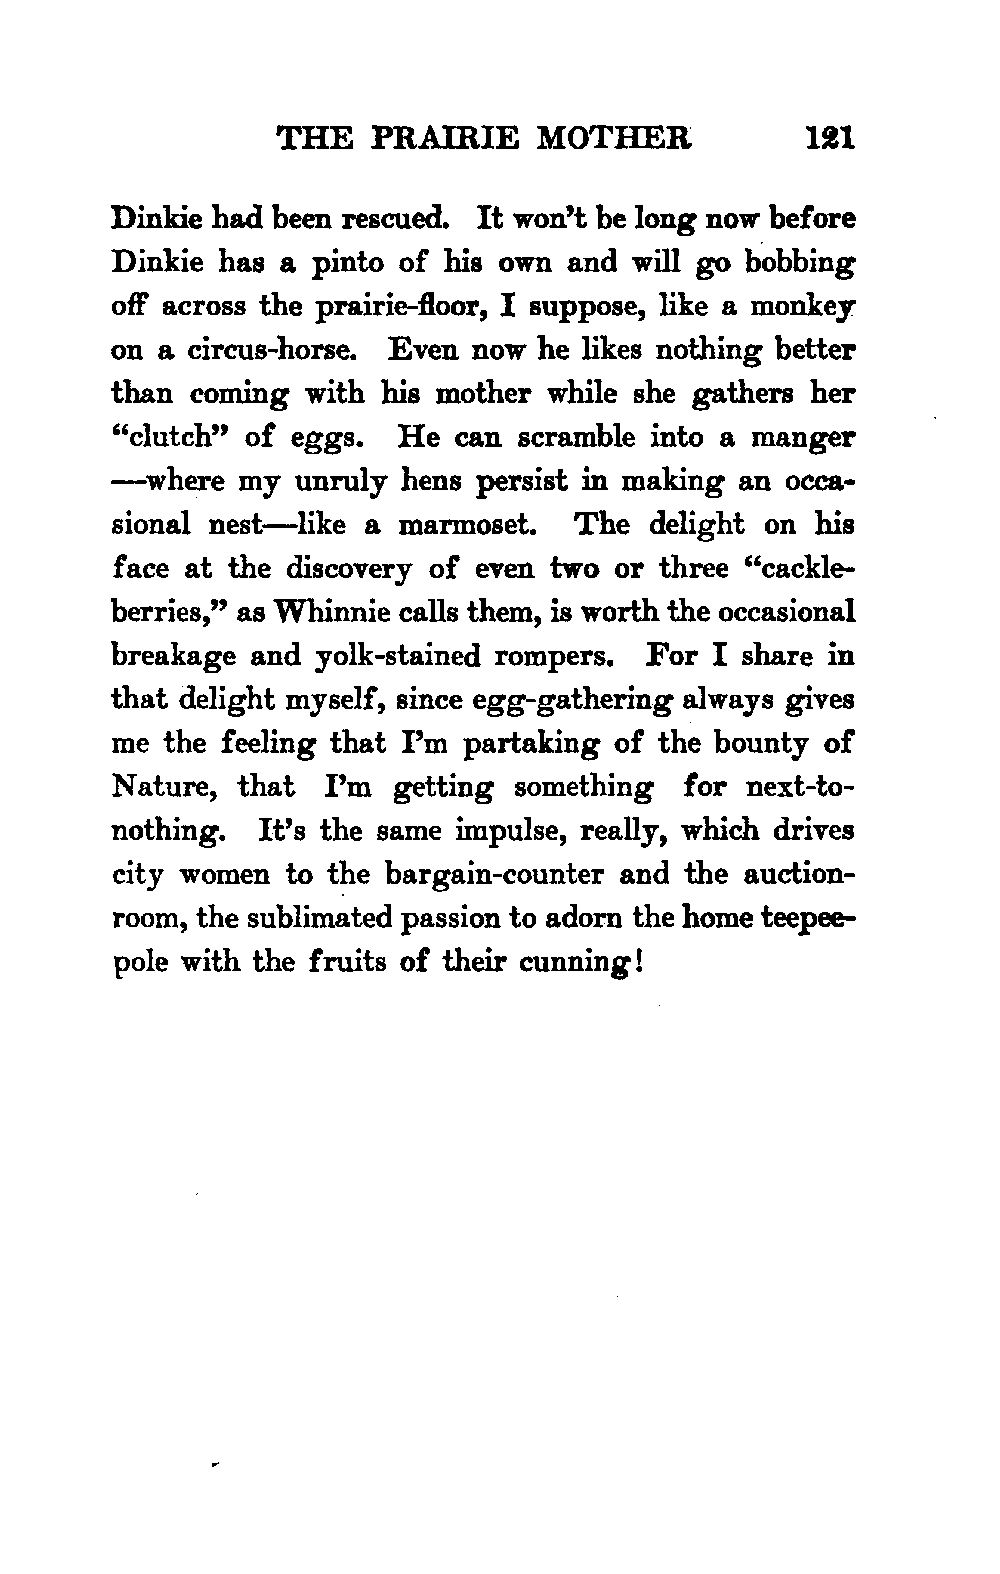 THE PRAIRIE MOTHER 121
Dinkie had been rescued. It won't be long now before
Dinkie has a pinto of his own and will go bobbing
off across the prairie-floor, I suppose, like a monkey
on a circus-horse. Even now he likes nothing better
than coming with his mother while she gathers her
“clutch” of eggs. He can scramble into a manger
—where my unruly hens persist in making an occa-
sional nest—like a marmoset. The delight on his
face at the discovery of even two or three “cackle-
berries,” as Whinnie calls them, is worth the occasional
breakage and yolk-stained rompers. For I share in
that delight myself, since egg-gathering always gives
me the feeling that I'm partaking of the bounty of
Nature, that I'm getting something for next-to-
nothing. It's the same impulse, really, which drives
city women to the bargain-counter and the auction-
room, the sublimated passion to adorn the home teepee-
pole with the fruits of their cunning!